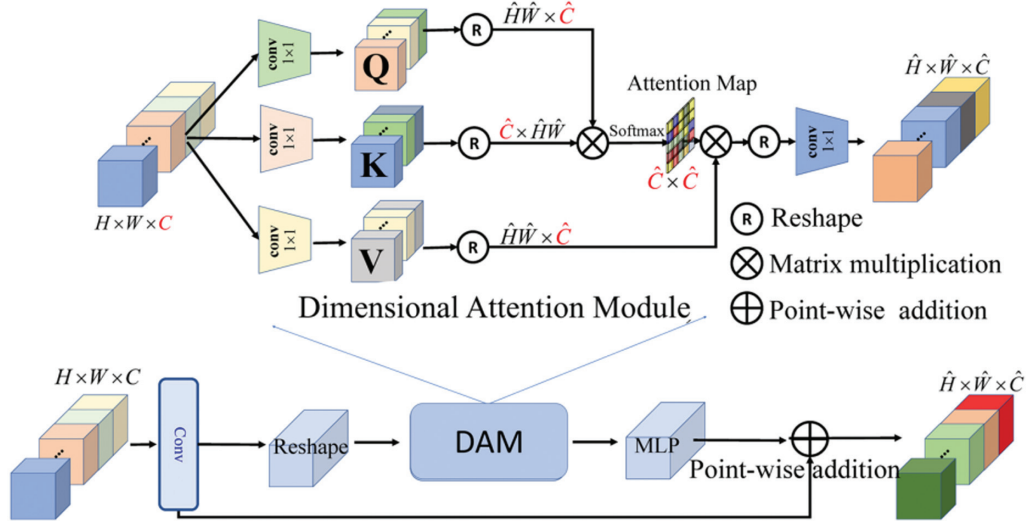 ĤŴ × Ĉ
conv
1×1
Q
R
Ĥ × Ŵ × Ĉ
Attention Map
conv
1×1
K
R
Ĉ × ĤŴ
Softmax
R
conv
1×1
Ĉ × Ĉ
H × W × C
conv
1×1
V
R
ĤŴ × Ĉ
R Reshape
Matrix multiplication
Point-wise addition
Dimensional Attention Module
H × W × C
Ĥ × Ŵ × Ĉ
Conv
Reshape
DAM
MLP
Point-wise addition